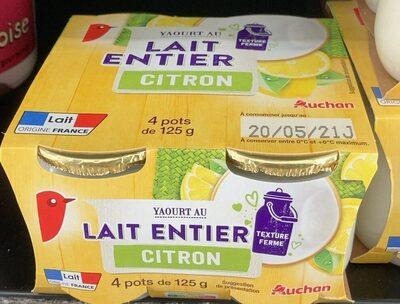 oise
YAOURT AU
LAIT
ENTIER
CITRON
TEXTURE
FERME
Lait
ORIGINE FRANCE
4 pots
de 125 g
Suggestion
Auchan
À consommer jusqu'au :
20/05/21J
À conserver entre 0°C et +6°C maximum.
YAOURT AU
LAIT ENTIER
CITRON
TEXTURE
FERME
Lait
ORIGINE FRANCE
4 pots de 125 g
Suggestion
de présentation
Auchan